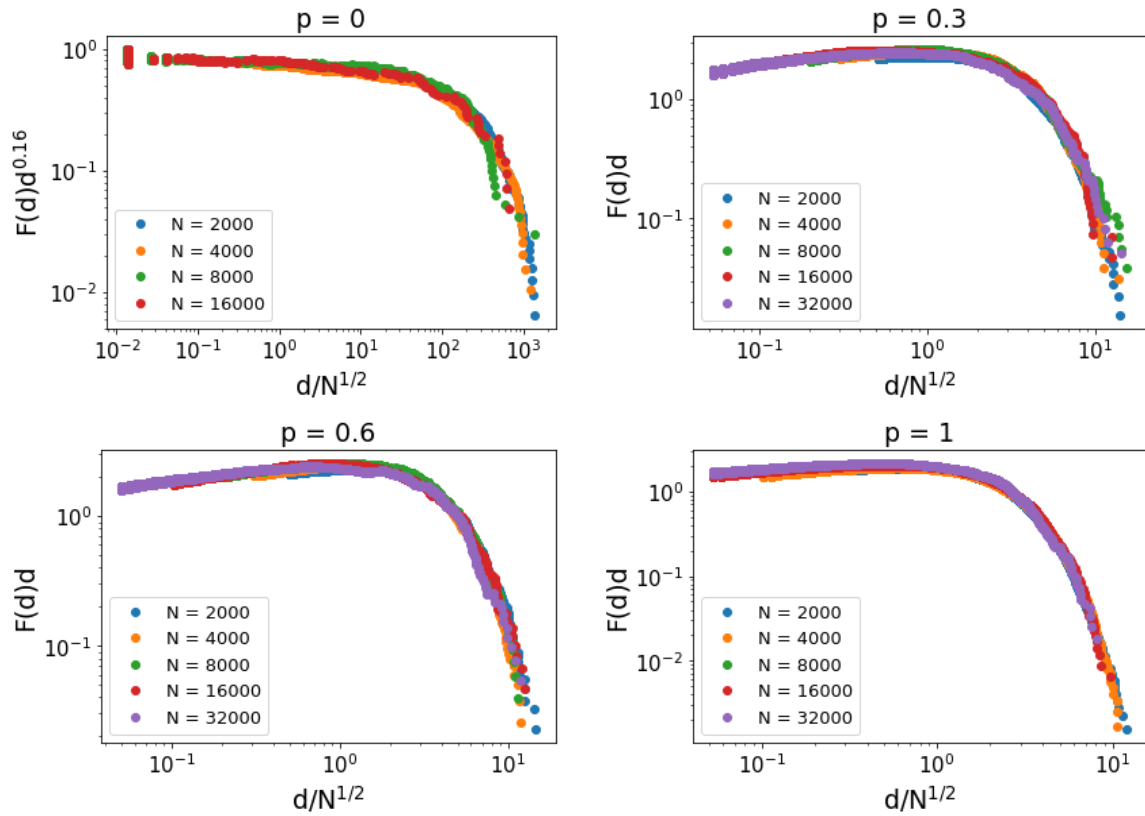 p = 0
F(d)d^0.16
10^0
10^-1
10^-2
N = 2000
N = 4000
N = 8000
N = 16000
10^-2 10^-1 10^0 10^1 10^2 10^3
d/N^1/2
p = 0.3
F(d)d
10^0
10^-1
N = 2000
N = 4000
N = 8000
N = 16000
N = 32000
10^-1 10^0 10^1
d/N^1/2
p = 0.6
F(d)d
10^0
10^-1
N = 2000
N = 4000
N = 8000
N = 16000
N = 32000
10^-1 10^0 10^1
d/N^1/2
p = 1
F(d)d
10^0
10^-1
10^-2
N = 2000
N = 4000
N = 8000
N = 16000
N = 32000
10^-1 10^0 10^1
d/N^1/2